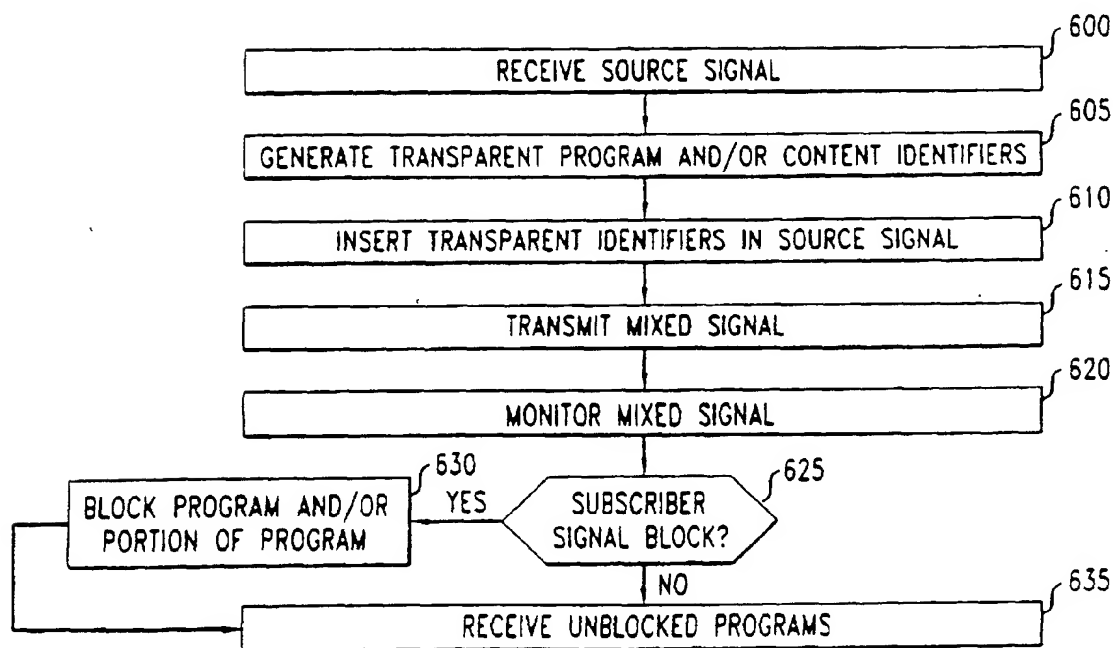 600
RECEIVE SOURCE SIGNAL
605
GENERATE TRANSPARENT PROGRAM AND/OR CONTENT IDENTIFIERS
610
INSERT TRANSPARENT IDENTIFIERS IN SOURCE SIGNAL
615
TRANSMIT MIXED SIGNAL
620
MONITOR MIXED SIGNAL
630
BLOCK PROGRAM AND/OR
PORTION OF PROGRAM
YES
625
SUBSCRIBER
SIGNAL BLOCK?
NO
635
RECEIVE UNBLOCKED PROGRAMS